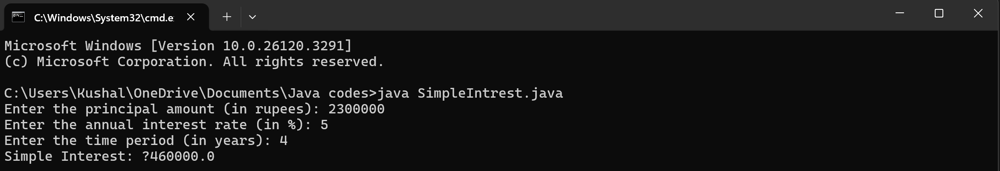 C:\Windows\System32\cmd.e
Microsoft Windows [Version 10.0.26120.3291]
(c) Microsoft Corporation. All rights reserved.
C:\Users\Kushal\OneDrive\Documents\Java codes>java SimpleIntrest.java
Enter the principal amount (in rupees): 2300000
Enter the annual interest rate (in %): 5
Enter the time period (in years): 4
Simple Interest: ?460000.0